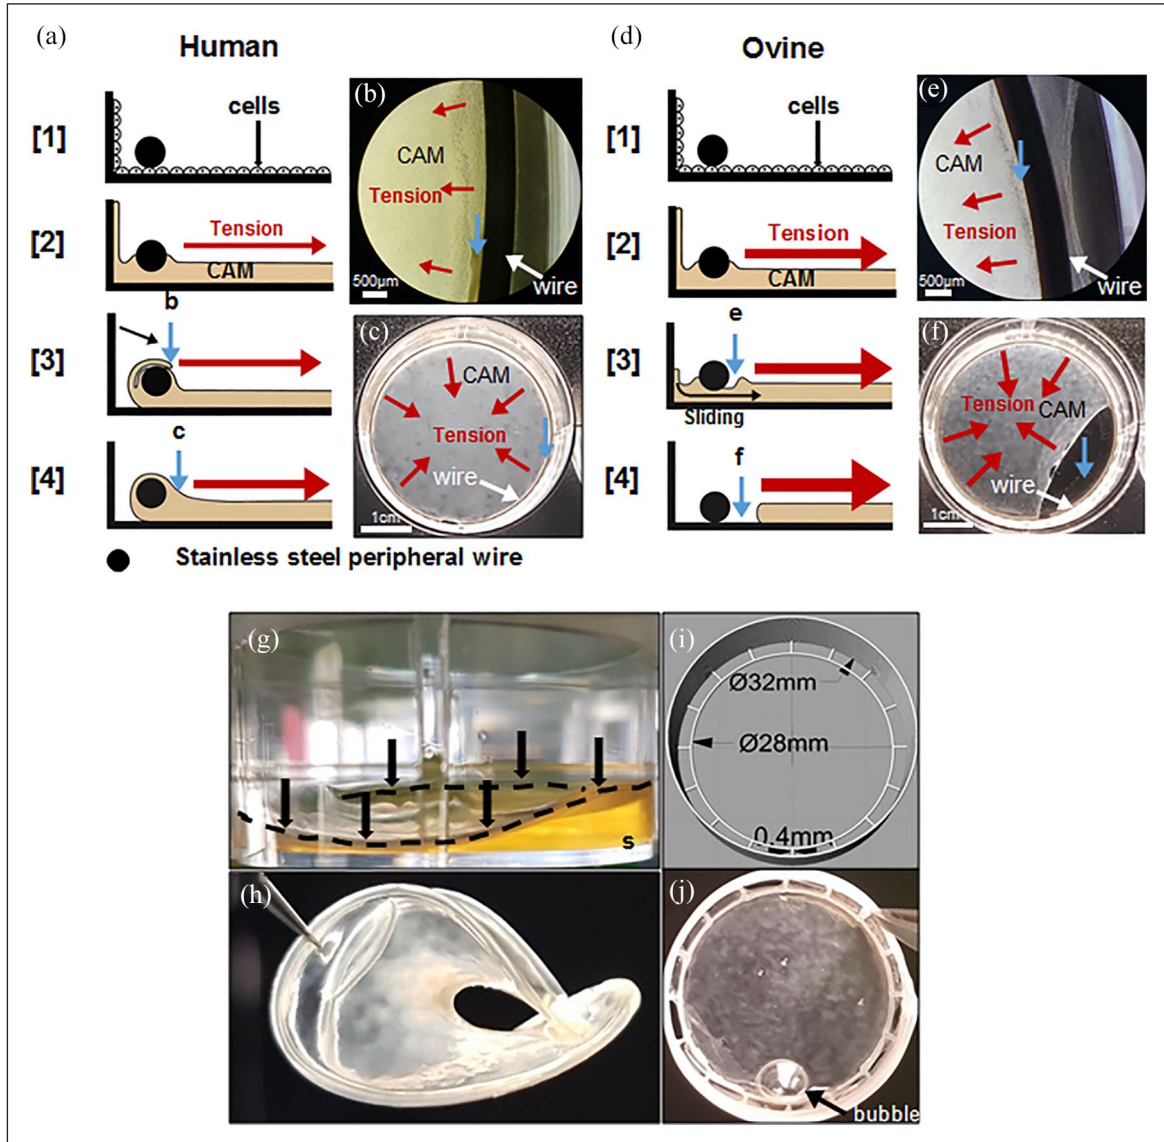 (a)
Human
[1]
cells
[2]
Tension
CAM
[3]
b
[4]
c
(b)
CAM
Tension
500µm
wire
(c)
CAM
Tension
wire
1cm
(d)
Ovine
[1]
cells
[2]
Tension
CAM
[3]
e
Sliding
[4]
f
(e)
CAM
Tension
500µm
wire
(f)
Tension
CAM
wire
1cm
Stainless steel peripheral wire
(g)
s
(h)
(i)
Ø32mm
Ø28mm
0.4mm
(j)
bubble